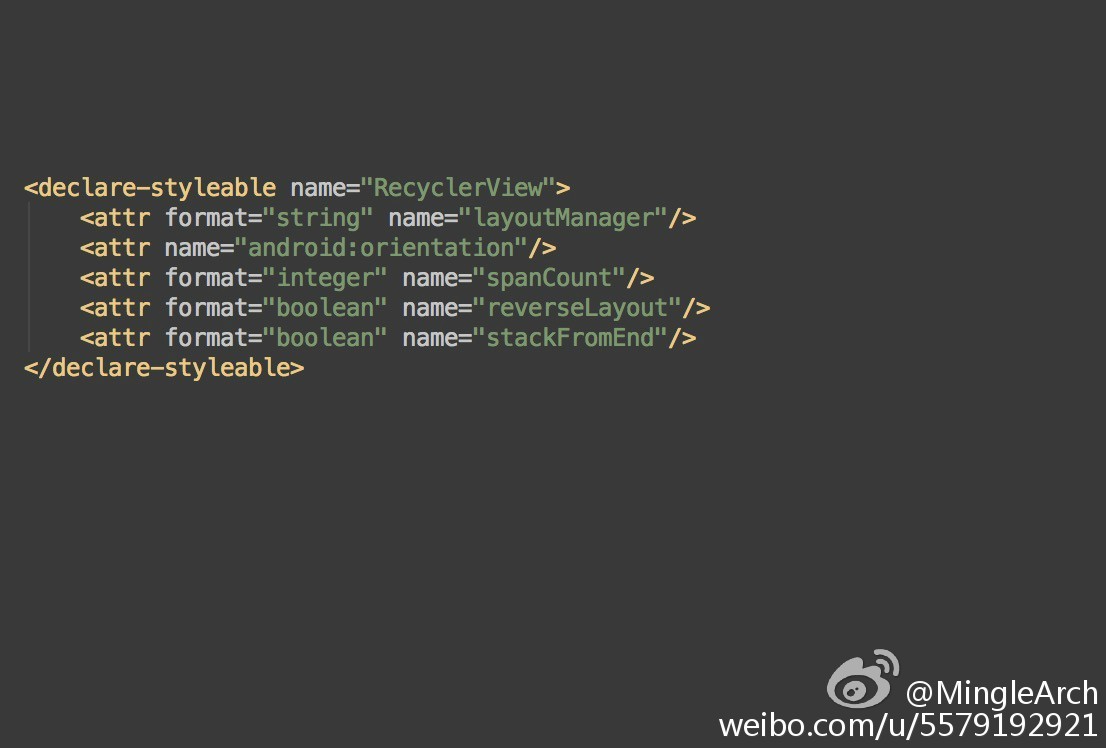 <declare-styleable name="RecyclerView">
    <attr format="string" name="layoutManager"/>
    <attr name="android:orientation"/>
    <attr format="integer" name="spanCount"/>
    <attr format="boolean" name="reverseLayout"/>
    <attr format="boolean" name="stackFromEnd"/>
</declare-styleable>
@MingleArch
weibo.com/u/5579192921